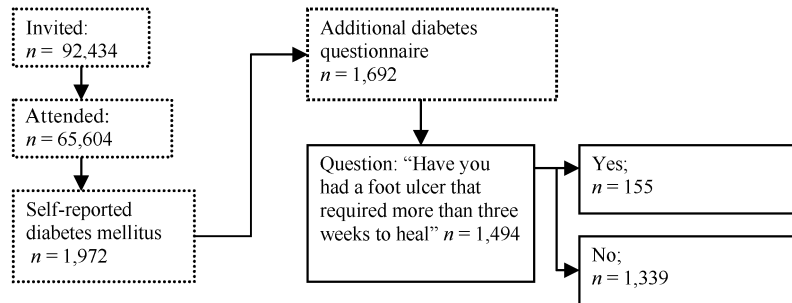 Invited:
n = 92,434
Attended:
n = 65,604
Self-reported
diabetes mellitus
n = 1,972
Additional diabetes
questionnaire
n = 1,692
Question: “Have you
had a foot ulcer that
required more than three
weeks to heal” n = 1,494
Yes;
n = 155
No;
n = 1,339